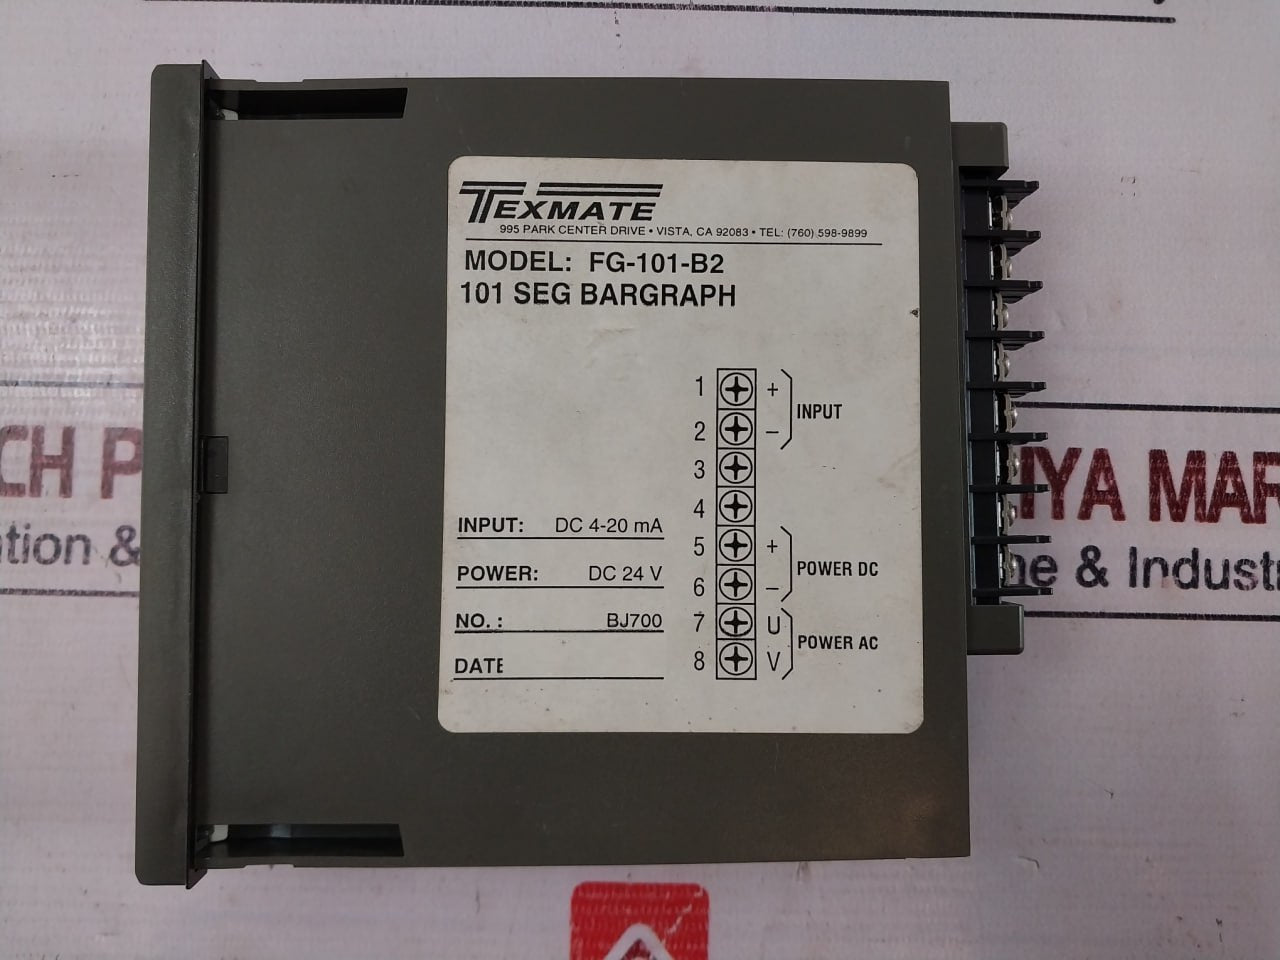 TEXMATE
995 PARK CENTER DRIVE • VISTA, CA 92083 • TEL: (760) 598-9899
MODEL: FG-101-B2
101 SEG BARGRAPH
1 + INPUT
2 –
3
4
5 + POWER DC
6 –
7 U POWER AC
8 V
INPUT: DC 4-20 mA
POWER: DC 24 V
NO. : BJ700
DATE
CH P
ation &
IYA MAR
ne & Industr